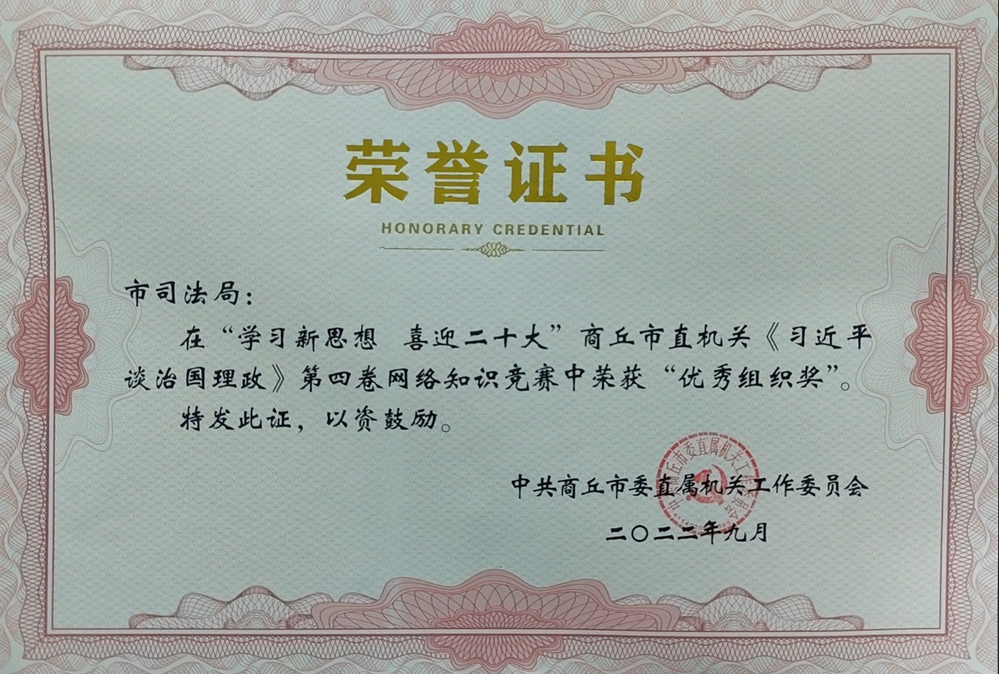 荣誉证书
HONORARY CREDENTIAL
市司法局：
在“学习新思想 喜迎二十大”商丘市直机关《习近平
谈治国理政》第四卷网络知识竞赛中荣获“优秀组织奖”。
特发此证，以资鼓励。
中共商丘市委直属机关工作委员会
二〇二二年九月